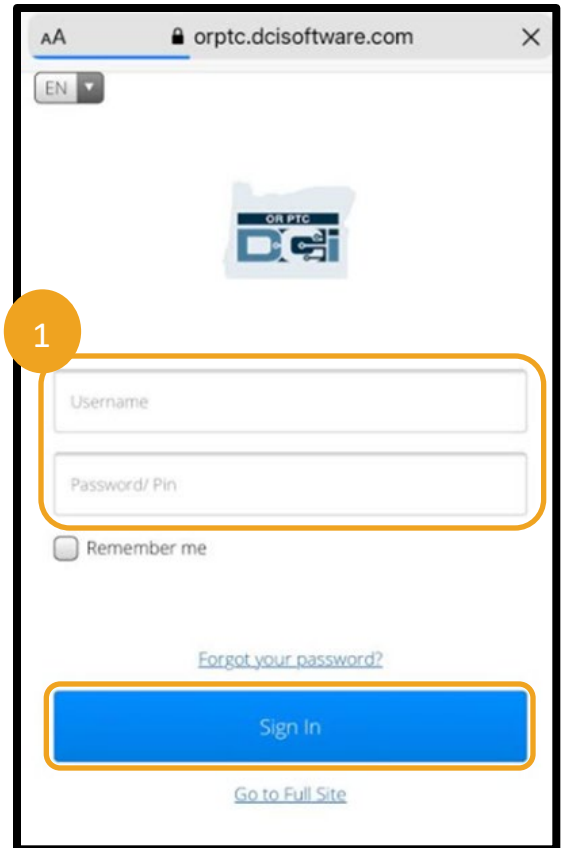 AA orptc.dcisoftware.com
EN
OR PTC
DCi
1
Username
Password/ Pin
Remember me
Forgot your password?
Sign In
Go to Full Site